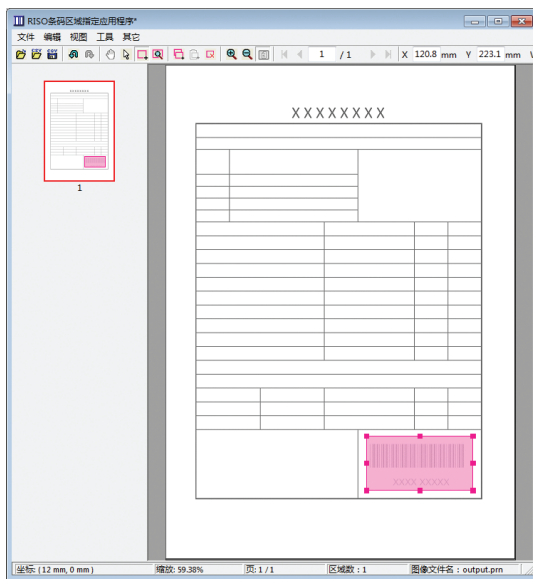 RISO条码区域指定应用程序*
文件 编辑 视图 工具 其它
CSV CSV 1 / 1 X 120.8 mm Y 223.1 mm
1
XXXXXXXX
XXXX XXXXX
坐标: (12 mm, 0 mm) 缩放: 59.38% 页: 1 / 1 区域数 : 1 图像文件名 : output.prn